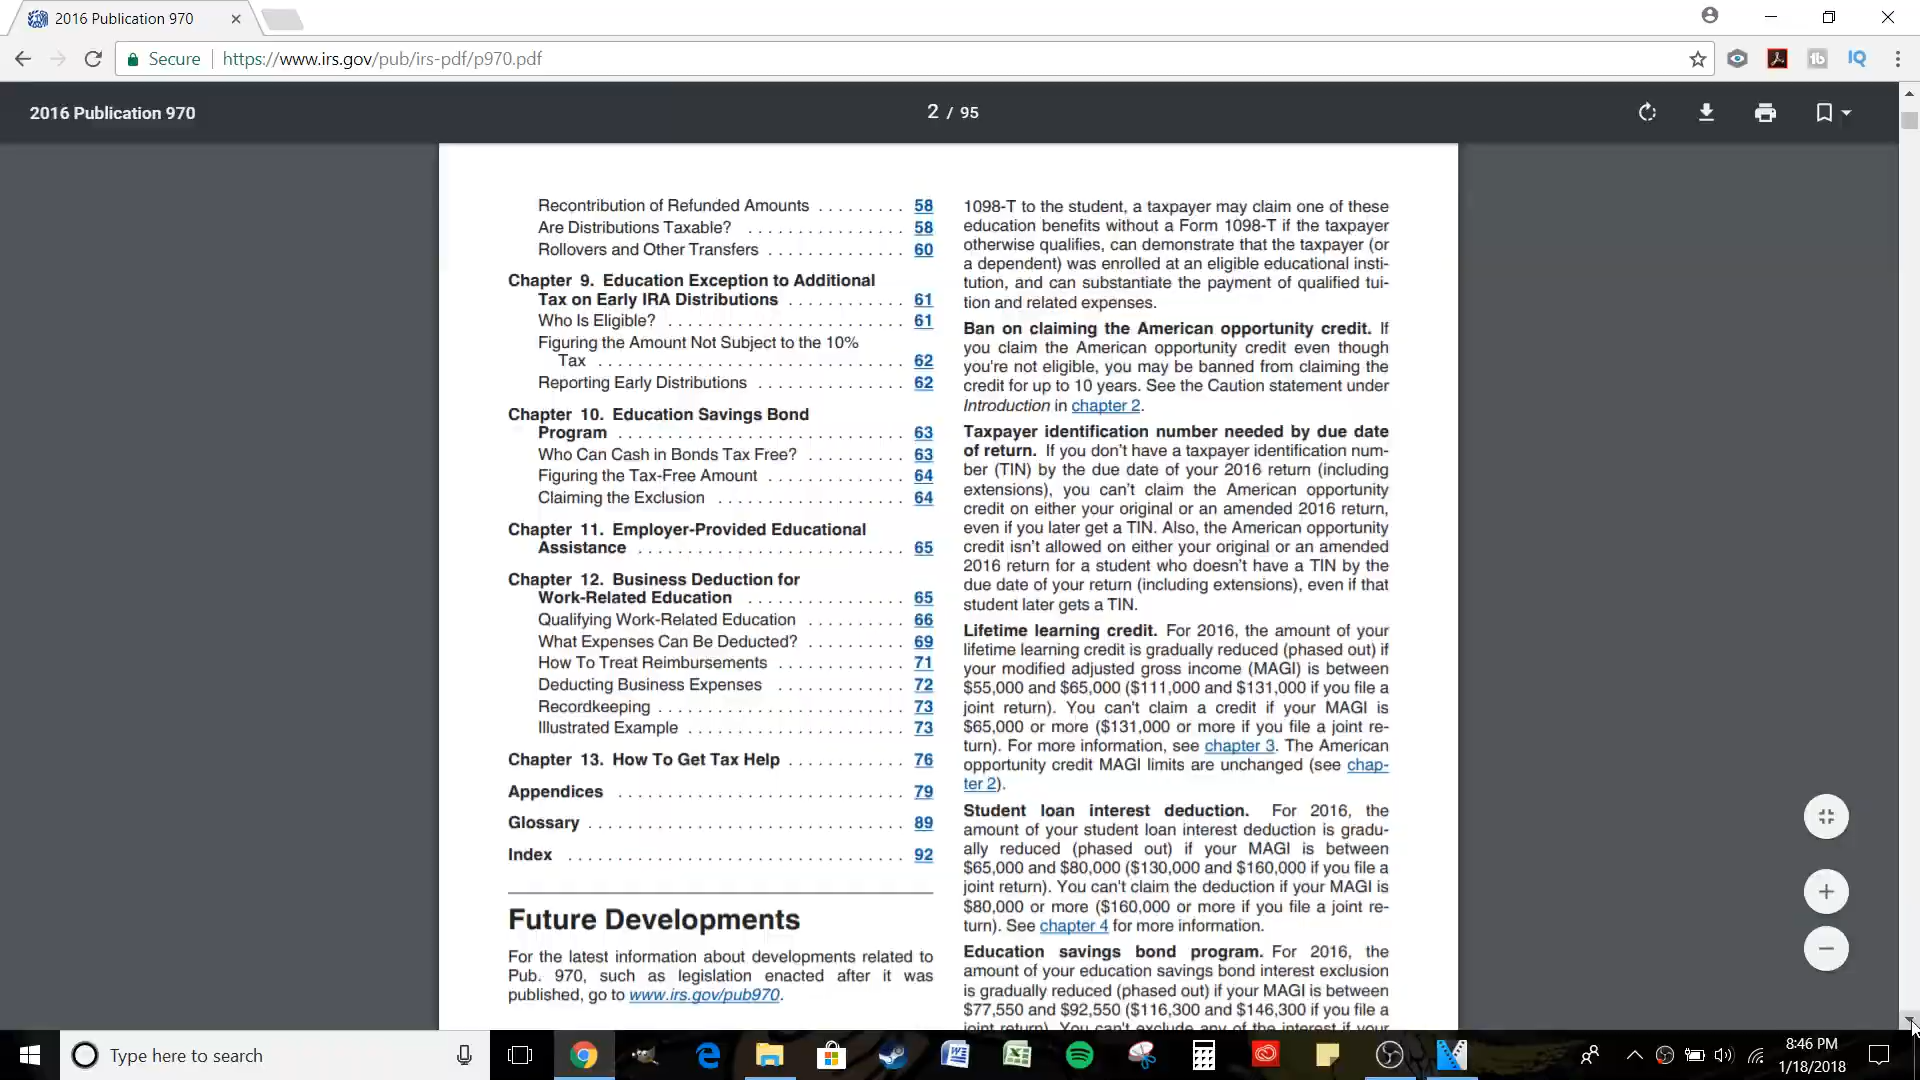 2016 Publication 970
Secure
https://www.irs.gov/pub/irs-pdf/p970.pdf
2016 Publication 970
2 / 95
Recontribution of Refunded Amounts . . . . . . . . . 58
Are Distributions Taxable? . . . . . . . . . . . . . . . 58
Rollovers and Other Transfers . . . . . . . . . . . . . 60
Chapter 9. Education Exception to Additional
Tax on Early IRA Distributions . . . . . . . . . . . 61
Who Is Eligible? . . . . . . . . . . . . . . . . . . . . . . 61
Figuring the Amount Not Subject to the 10%
Tax . . . . . . . . . . . . . . . . . . . . . . . . . . . . 62
Reporting Early Distributions . . . . . . . . . . . . . . 62
Chapter 10. Education Savings Bond
Program . . . . . . . . . . . . . . . . . . . . . . . . . . 63
Who Can Cash in Bonds Tax Free? . . . . . . . . . 63
Figuring the Tax-Free Amount . . . . . . . . . . . . . 64
Claiming the Exclusion . . . . . . . . . . . . . . . . . 64
Chapter 11. Employer-Provided Educational
Assistance . . . . . . . . . . . . . . . . . . . . . . . . 65
Chapter 12. Business Deduction for
Work-Related Education . . . . . . . . . . . . . . 65
Qualifying Work-Related Education . . . . . . . . . 66
What Expenses Can Be Deducted? . . . . . . . . . 69
How To Treat Reimbursements . . . . . . . . . . . . 71
Deducting Business Expenses . . . . . . . . . . . . 72
Recordkeeping . . . . . . . . . . . . . . . . . . . . . . . 73
Illustrated Example . . . . . . . . . . . . . . . . . . . . 73
Chapter 13. How To Get Tax Help . . . . . . . . . . . 76
Appendices . . . . . . . . . . . . . . . . . . . . . . . . . . 79
Glossary . . . . . . . . . . . . . . . . . . . . . . . . . . . . . 89
Index . . . . . . . . . . . . . . . . . . . . . . . . . . . . . . 92
Future Developments
For the latest information about developments related to
Pub. 970, such as legislation enacted after it was
published, go to www.irs.gov/pub970.
1098-T to the student, a taxpayer may claim one of these
education benefits without a Form 1098-T if the taxpayer
otherwise qualifies, can demonstrate that the taxpayer (or
a dependent) was enrolled at an eligible educational insti-
tution, and can substantiate the payment of qualified tui-
tion and related expenses.
Ban on claiming the American opportunity credit. If
you claim the American opportunity credit even though
you're not eligible, you may be banned from claiming the
credit for up to 10 years. See the Caution statement under
Introduction in chapter 2.
Taxpayer identification number needed by due date
of return. If you don't have a taxpayer identification num-
ber (TIN) by the due date of your 2016 return (including
extensions), you can't claim the American opportunity
credit on either your original or an amended 2016 return,
even if you later get a TIN. Also, the American opportunity
credit isn't allowed on either your original or an amended
2016 return for a student who doesn't have a TIN by the
due date of your return (including extensions), even if that
student later gets a TIN.
Lifetime learning credit. For 2016, the amount of your
lifetime learning credit is gradually reduced (phased out) if
your modified adjusted gross income (MAGI) is between
$55,000 and $65,000 ($111,000 and $131,000 if you file a
joint return). You can't claim a credit if your MAGI is
$65,000 or more ($131,000 or more if you file a joint re-
turn). For more information, see chapter 3. The American
opportunity credit MAGI limits are unchanged (see chap-
ter 2).
Student loan interest deduction. For 2016, the
amount of your student loan interest deduction is gradu-
ally reduced (phased out) if your MAGI is between
$65,000 and $80,000 ($130,000 and $160,000 if you file a
joint return). You can't claim the deduction if your MAGI is
$80,000 or more ($160,000 or more if you file a joint re-
turn). See chapter 4 for more information.
Education savings bond program. For 2016, the
amount of your education savings bond interest exclusion
is gradually reduced (phased out) if your MAGI is between
$77,550 and $92,550 ($116,300 and $146,300 if you file a
joint return). You can't exclude any of the interest if your
Type here to search
8:46 PM
1/18/2018